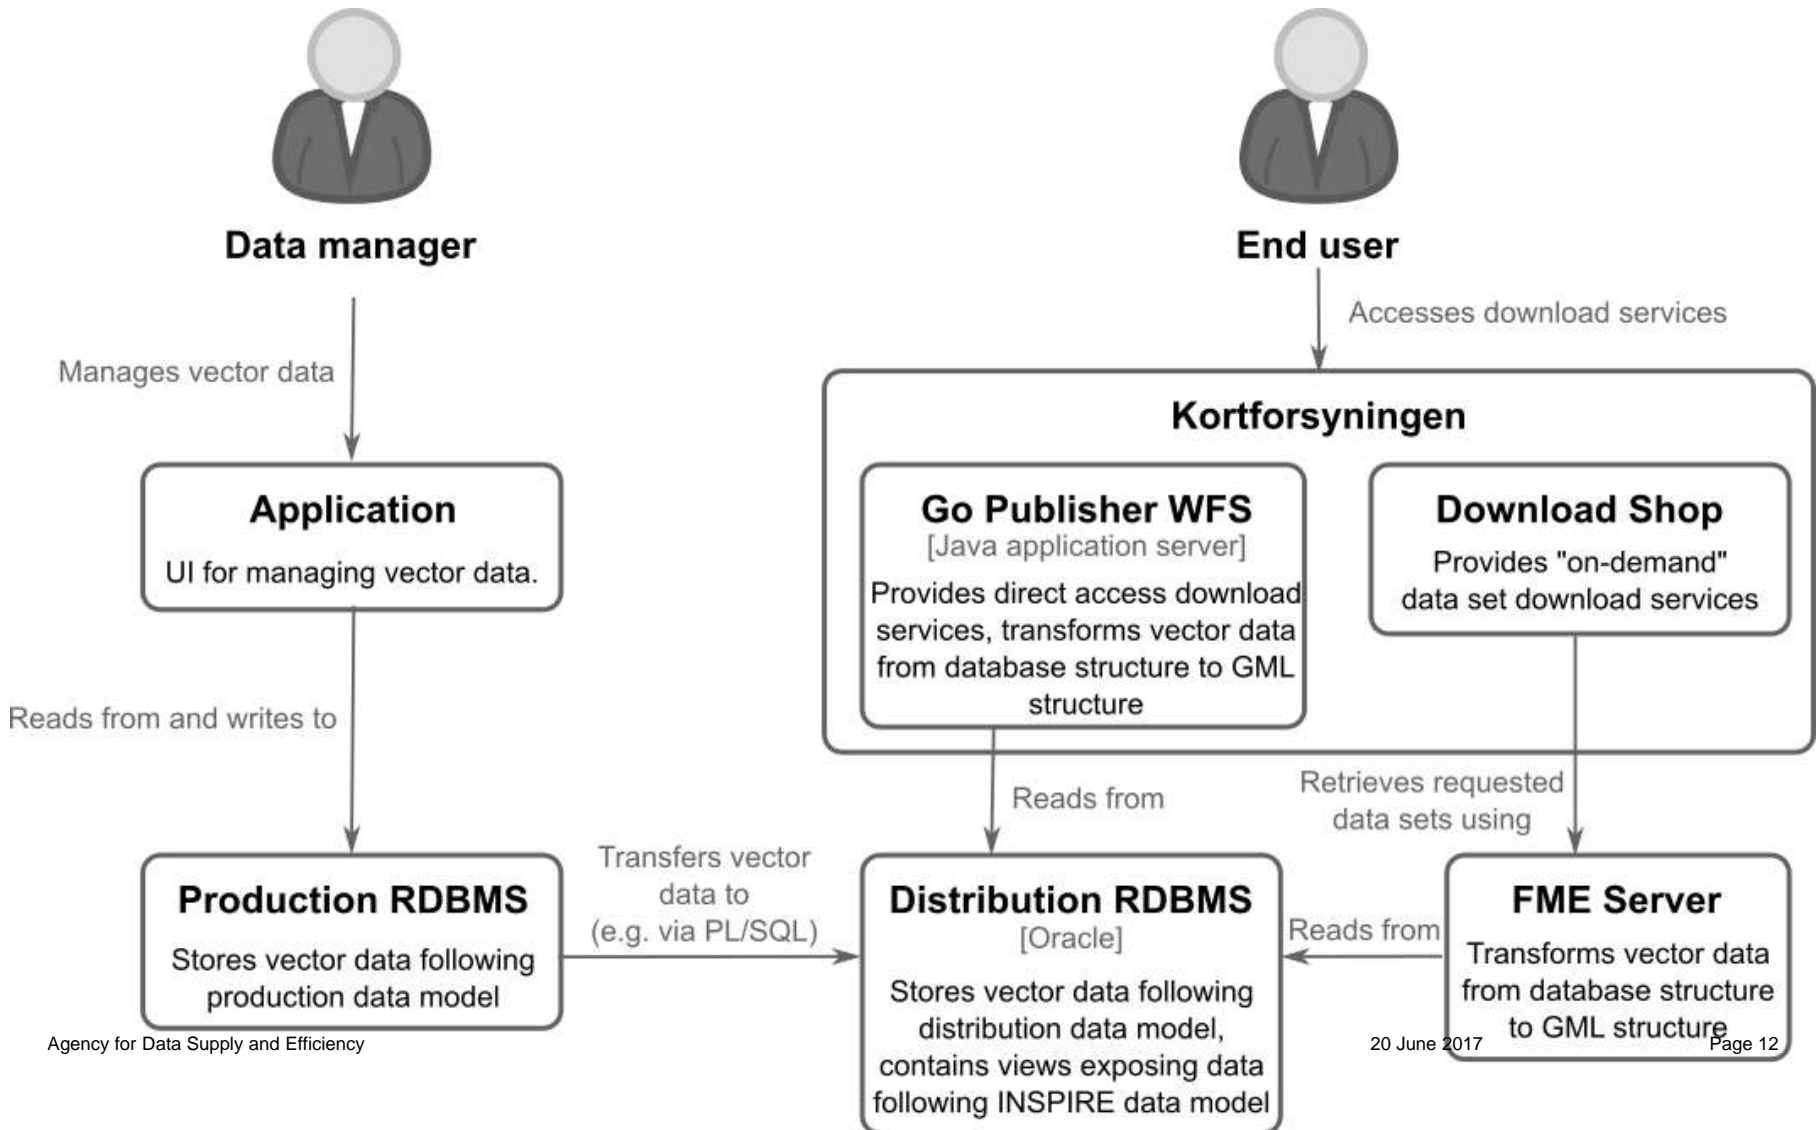 Data manager
End user
Manages vector data
Accesses download services
Kortforsyningen
Application
UI for managing vector data.
Go Publisher WFS
[Java application server]
Provides direct access download
services, transforms vector data
from database structure to GML
structure
Download Shop
Provides "on-demand"
data set download services
Reads from and writes to
Reads from
Retrieves requested
data sets using
Production RDBMS
Stores vector data following
production data model
Transfers vector
data to
(e.g. via PL/SQL)
Distribution RDBMS
[Oracle]
Stores vector data following
distribution data model,
contains views exposing data
following INSPIRE data model
Reads from
FME Server
Transforms vector data
from database structure
to GML structure
Agency for Data Supply and Efficiency
20 June 2017
Page 12